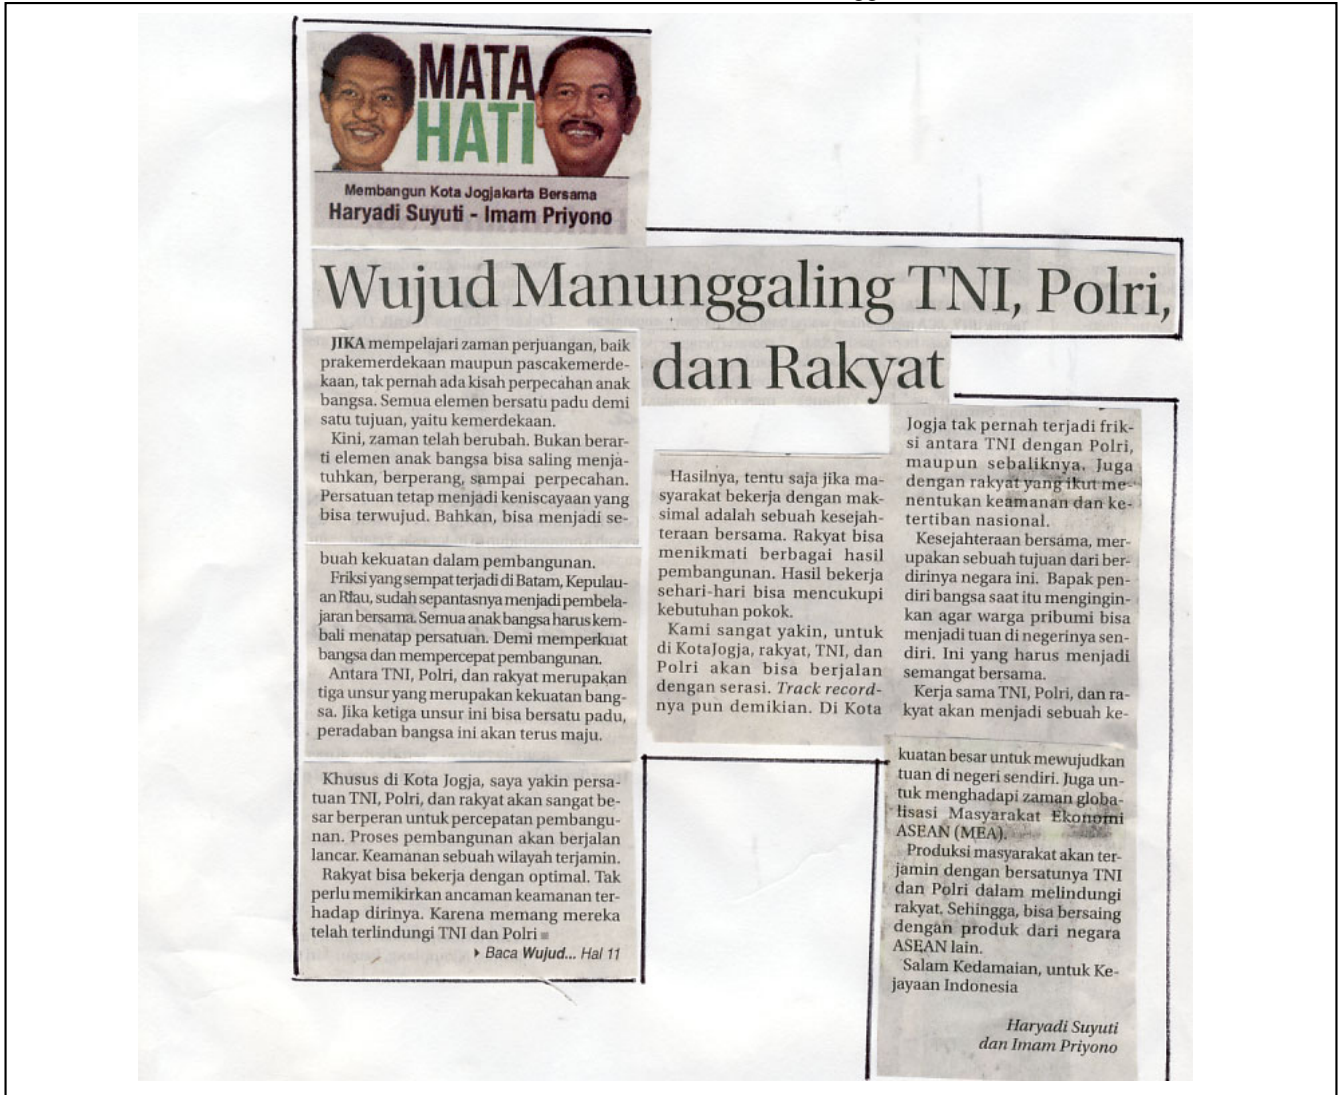 MATA
HATI
Membangun Kota Jogjakarta Bersama
Haryadi Suyuti - Imam Priyono
Wujud Manunggaling TNI, Polri,
dan Rakyat
JIKA mempelajari zaman perjuangan, baik
prakemerdekaan maupun pascakemerde-
kaan, tak pernah ada kisah perpecahan anak
bangsa. Semua elemen bersatu padu demi
satu tujuan, yaitu kemerdekaan.
Kini, zaman telah berubah. Bukan berar-
ti elemen anak bangsa bisa saling menja-
tuhkan, berperang, sampai perpecahan.
Persatuan tetap menjadi keniscayaan yang
bisa terwujud. Bahkan, bisa menjadi se-
buah kekuatan dalam pembangunan.
Friksi yang sempat terjadi di Batam, Kepulau-
an Riau, sudah sepantasnya menjadi pembela-
jaran bersama. Semua anak bangsa harus kem-
bali menatap persatuan. Demi memperkuat
bangsa dan mempercepat pembangunan.
Antara TNI, Polri, dan rakyat merupakan
tiga unsur yang merupakan kekuatan bang-
sa. Jika ketiga unsur ini bisa bersatu padu,
peradaban bangsa ini akan terus maju.
Khusus di Kota Jogja, saya yakin persa-
tuan TNI, Polri, dan rakyat akan sangat be-
sar berperan untuk percepatan pembangu-
nan. Proses pembangunan akan berjalan
lancar. Keamanan sebuah wilayah terjamin.
Rakyat bisa bekerja dengan optimal. Tak
perlu memikirkan ancaman keamanan ter-
hadap dirinya. Karena memang mereka
telah terlindungi TNI dan Polri
Baca Wujud... Hal 11
Hasilnya, tentu saja jika ma-
syarakat bekerja dengan mak-
simal adalah sebuah kesejah-
teraan bersama. Rakyat bisa
menikmati berbagai hasil
pembangunan. Hasil bekerja
sehari-hari bisa mencukupi
kebutuhan pokok.
Kami sangat yakin, untuk
di KotaJogja, rakyat, TNI, dan
Polri akan bisa berjalan
dengan serasi. Track record-
nya pun demikian. Di Kota
Jogja tak pernah terjadi frik-
si antara TNI dengan Polri,
maupun sebaliknya. Juga
dengan rakyat yang ikut me-
nentukan keamanan dan ke-
tertiban nasional.
Kesejahteraan bersama, mer-
upakan sebuah tujuan dari ber-
dirinya negara ini. Bapak pen-
diri bangsa saat itu mengingin-
kan agar warga pribumi bisa
menjadi tuan di negerinya sen-
diri. Ini yang harus menjadi
semangat bersama.
Kerja sama TNI, Polri, dan ra-
kyat akan menjadi sebuah ke-
kuatan besar untuk mewujudkan
tuan di negeri sendiri. Juga un-
tuk menghadapi zaman globa-
lisasi Masyarakat Ekonomi
ASEAN (MEA).
Produksi masyarakat akan ter-
jamin dengan bersatunya TNI
dan Polri dalam melindungi
rakyat. Sehingga, bisa bersaing
dengan produk dari negara
ASEAN lain.
Salam Kedamaian, untuk Ke-
jayaan Indonesia
Haryadi Suyuti
dan Imam Priyono